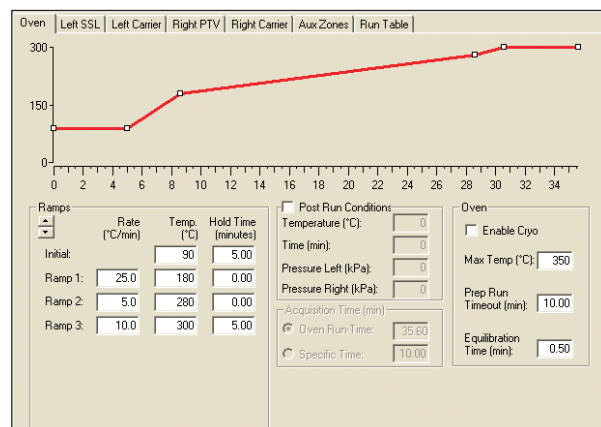 Oven Left SSL Left Carrier Right PTV Right Carrier Aux Zones Run Table
300
150
0
0 2 4 6 8 10 12 14 16 18 20 22 24 26 28 30 32 34
Ramps
Rate (°C/min) Temp. (°C) Hold Time (minutes)
Initial: 90 5.00
Ramp 1: 25.0 180 0.00
Ramp 2: 5.0 280 0.00
Ramp 3: 10.0 300 5.00
Post Run Conditions
Temperature (°C): 0
Time (min): 0
Pressure Left (kPa): 0
Pressure Right (kPa): 0
Acquisition Time (min)
Oven Run-Time: 35.60
Specific Time: 10.00
Oven
Enable Cryo
Max Temp (°C): 350
Prep Run Timeout (min): 10.00
Equilibration Time (min): 0.50